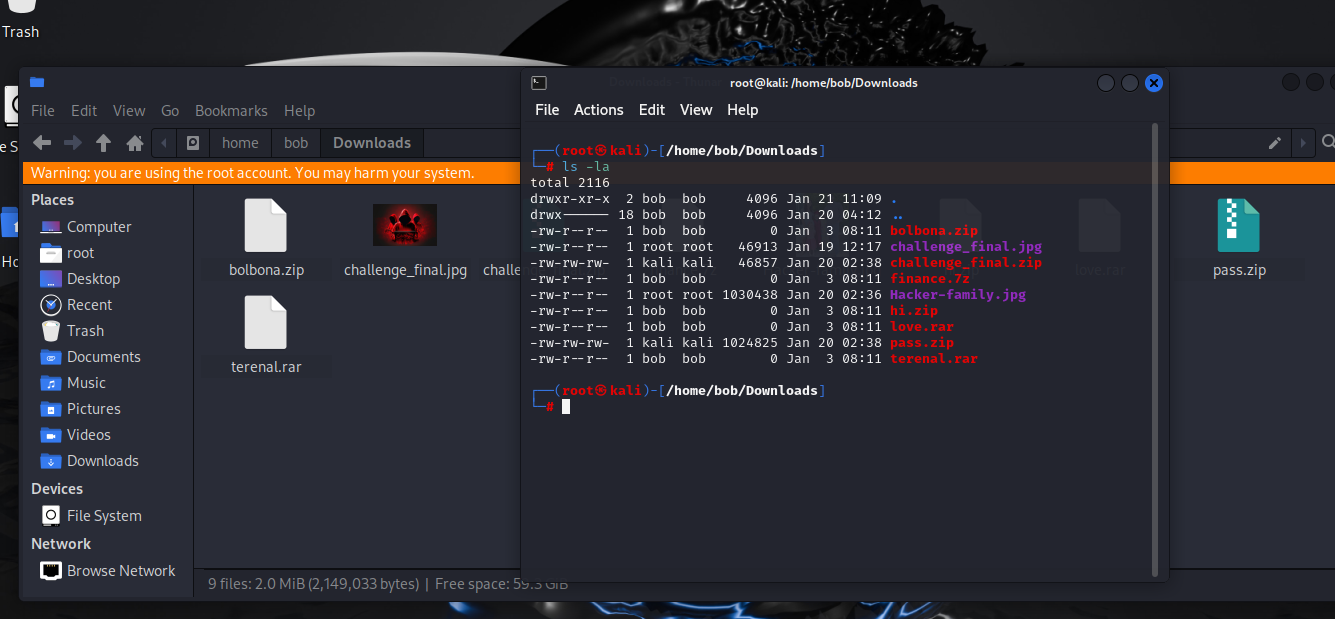 Trash
File Edit View Go Bookmarks Help
home bob Downloads
Warning: you are using the root account. You may harm your system.
Places
Computer
root
Desktop
Recent
Trash
Documents
Music
Pictures
Videos
Downloads
Devices
File System
Network
Browse Network
bolbona.zip
challenge_final.jpg
challe
love.rar
pass.zip
terenal.rar
9 files: 2.0 MiB (2,149,033 bytes) | Free space: 59.3 GiB
root@kali: /home/bob/Downloads
File Actions Edit View Help
┌──(root㉿kali)-[/home/bob/Downloads]
└─# ls -la
total 2116
drwxr-xr-x  2 bob  bob     4096 Jan 21 11:09 .
drwx------ 18 bob  bob     4096 Jan 20 04:12 ..
-rw-r--r--  1 bob  bob        0 Jan  3 08:11 bolbona.zip
-rw-r--r--  1 root root   46913 Jan 19 12:17 challenge_final.jpg
-rw-rw-rw-  1 kali kali   46857 Jan 20 02:38 challenge_final.zip
-rw-r--r--  1 bob  bob        0 Jan  3 08:11 finance.7z
-rw-r--r--  1 root root 1030438 Jan 20 02:36 Hacker-family.jpg
-rw-r--r--  1 bob  bob        0 Jan  3 08:11 hi.zip
-rw-r--r--  1 bob  bob        0 Jan  3 08:11 love.rar
-rw-rw-rw-  1 kali kali 1024825 Jan 20 02:38 pass.zip
-rw-r--r--  1 bob  bob        0 Jan  3 08:11 terenal.rar
┌──(root㉿kali)-[/home/bob/Downloads]
└─#